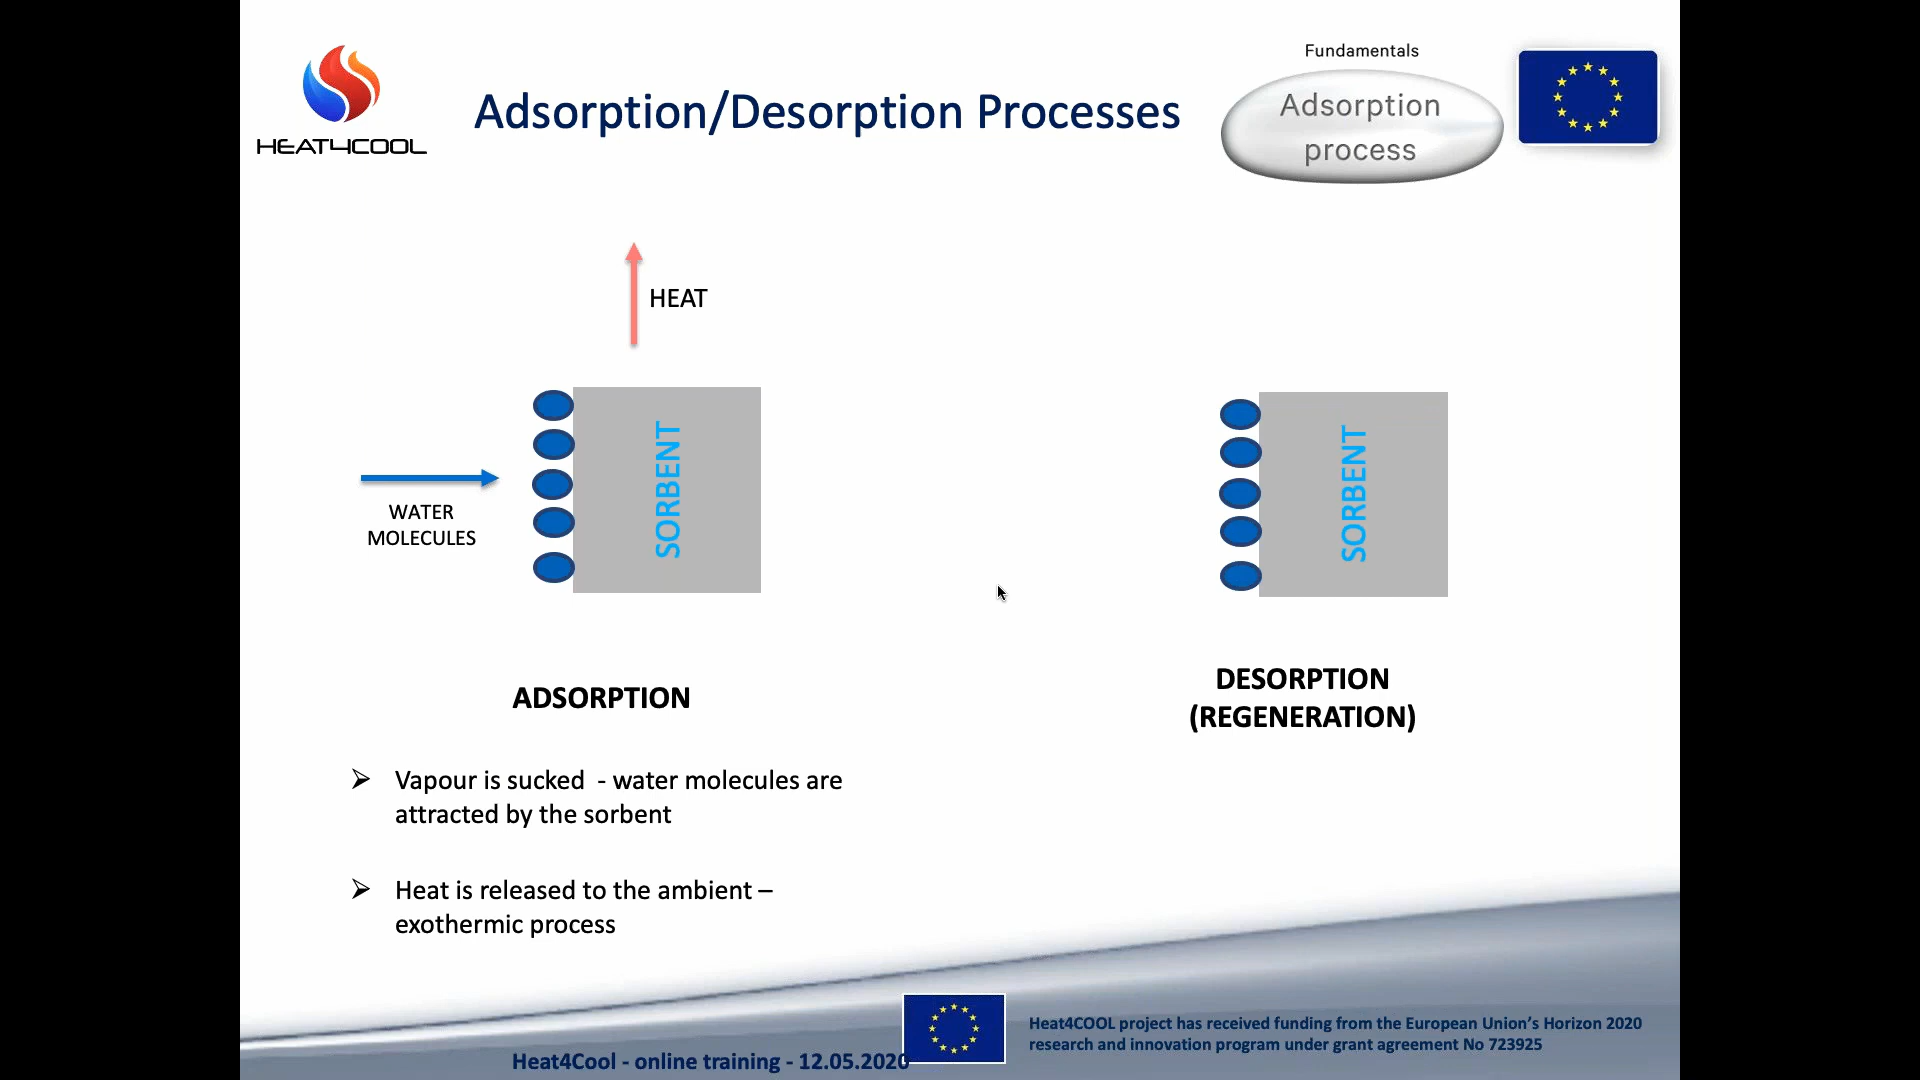 Fundamentals
HEAT4COOL
Adsorption/Desorption Processes
Adsorption
process
HEAT
SORBENT
WATER
MOLECULES
SORBENT
ADSORPTION
DESORPTION
(REGENERATION)
Vapour is sucked - water molecules are
attracted by the sorbent
Heat is released to the ambient –
exothermic process
Heat4Cool - online training - 12.05.2020
Heat4COOL project has received funding from the European Union’s Horizon 2020
research and innovation program under grant agreement No 723925